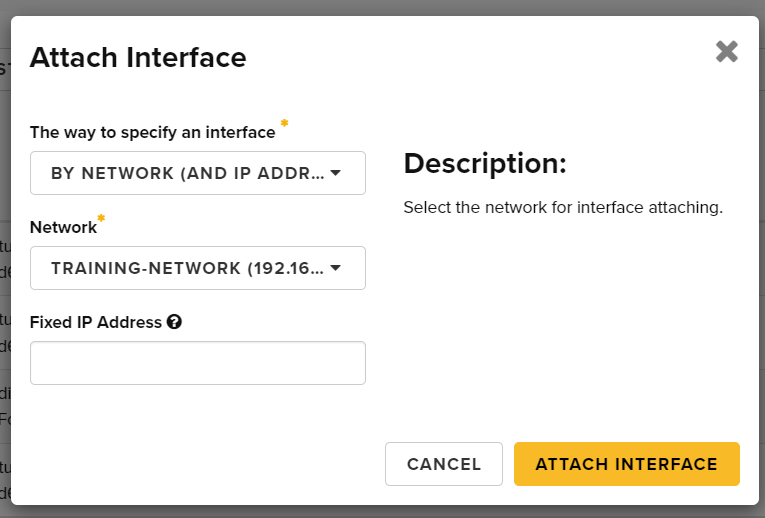 Attach Interface
The way to specify an interface *
BY NETWORK (AND IP ADDR...
Network*
TRAINING-NETWORK (192.16...
Fixed IP Address
Description:
Select the network for interface attaching.
CANCEL
ATTACH INTERFACE